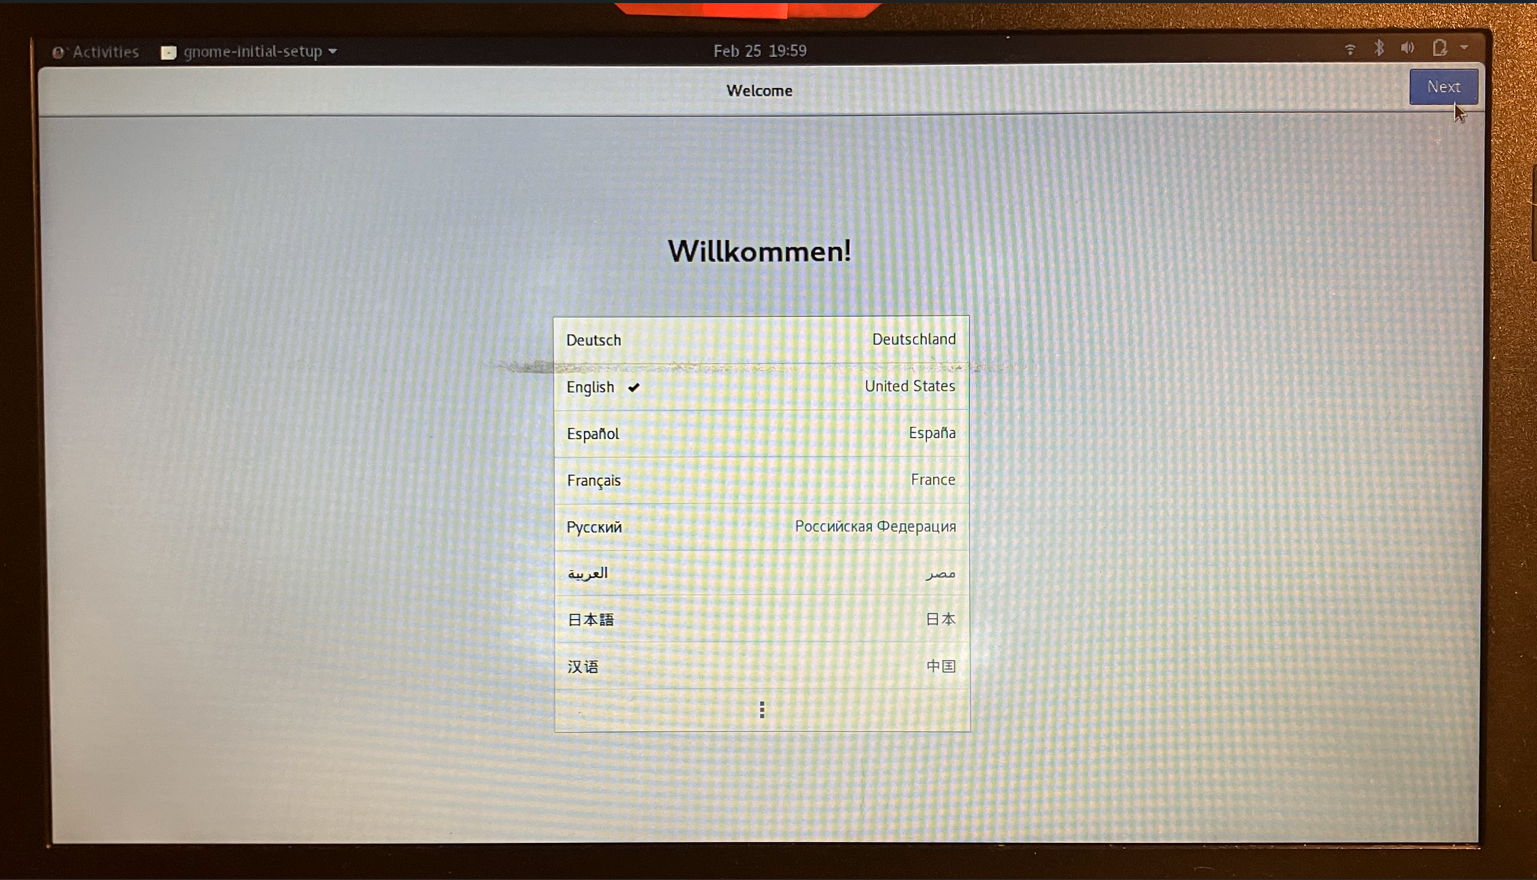 Activities gnome-initial-setup Feb 25 19:59
Welcome Next
Willkommen!
Deutsch Deutschland
English United States
Español España
Français France
Русский Российская Федерация
العربية مصر
日本語 日本
汉语 中国